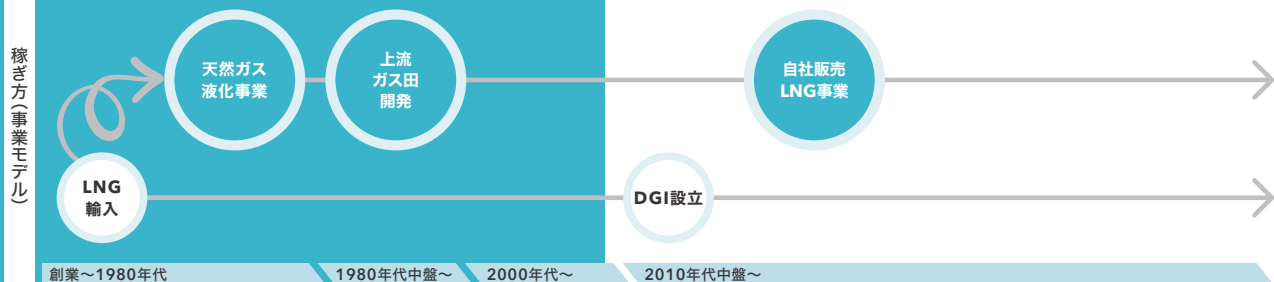 稼ぎ方(事業モデル)
天然ガス
液化事業
上流
ガス田
開発
自社販売
LNG事業
LNG
輸入
DGI設立
創業〜1980年代
1980年代中盤〜
2000年代〜
2010年代中盤〜